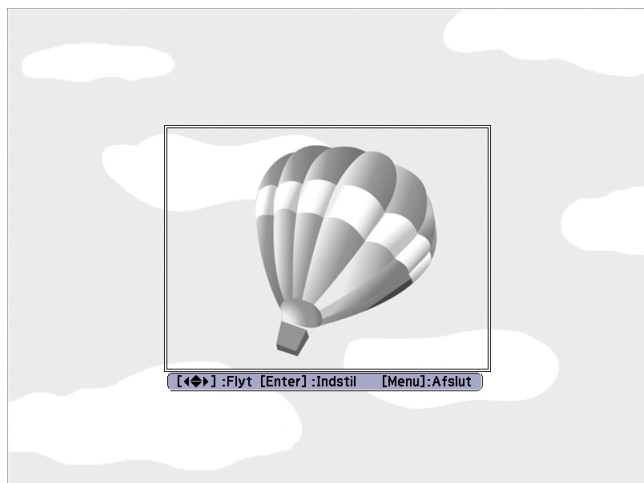 [◀◆▶] :Flyt [Enter] :Indstil [Menu]:Afslut